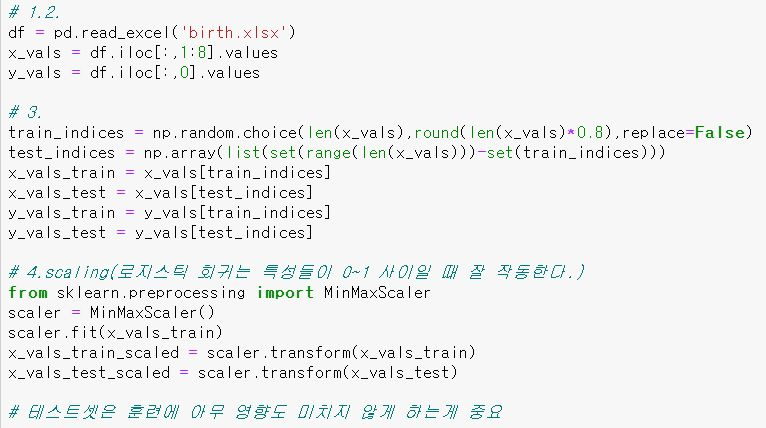 # 1.2.
df = pd.read_excel('birth.xlsx')
x_vals = df.iloc[:,1:8].values
y_vals = df.iloc[:,0].values
# 3.
train_indices = np.random.choice(len(x_vals),round(len(x_vals)*0.8),replace=False)
test_indices = np.array(list(set(range(len(x_vals)))-set(train_indices)))
x_vals_train = x_vals[train_indices]
x_vals_test = x_vals[test_indices]
y_vals_train = y_vals[train_indices]
y_vals_test = y_vals[test_indices]
# 4.scaling(로지스틱 회귀는 특성들이 0~1 사이일 때 잘 작동한다.)
from sklearn.preprocessing import MinMaxScaler
scaler = MinMaxScaler()
scaler.fit(x_vals_train)
x_vals_train_scaled = scaler.transform(x_vals_train)
x_vals_test_scaled = scaler.transform(x_vals_test)
# 테스트셋은 훈련에 아무 영향도 미치지 않게 하는게 중요